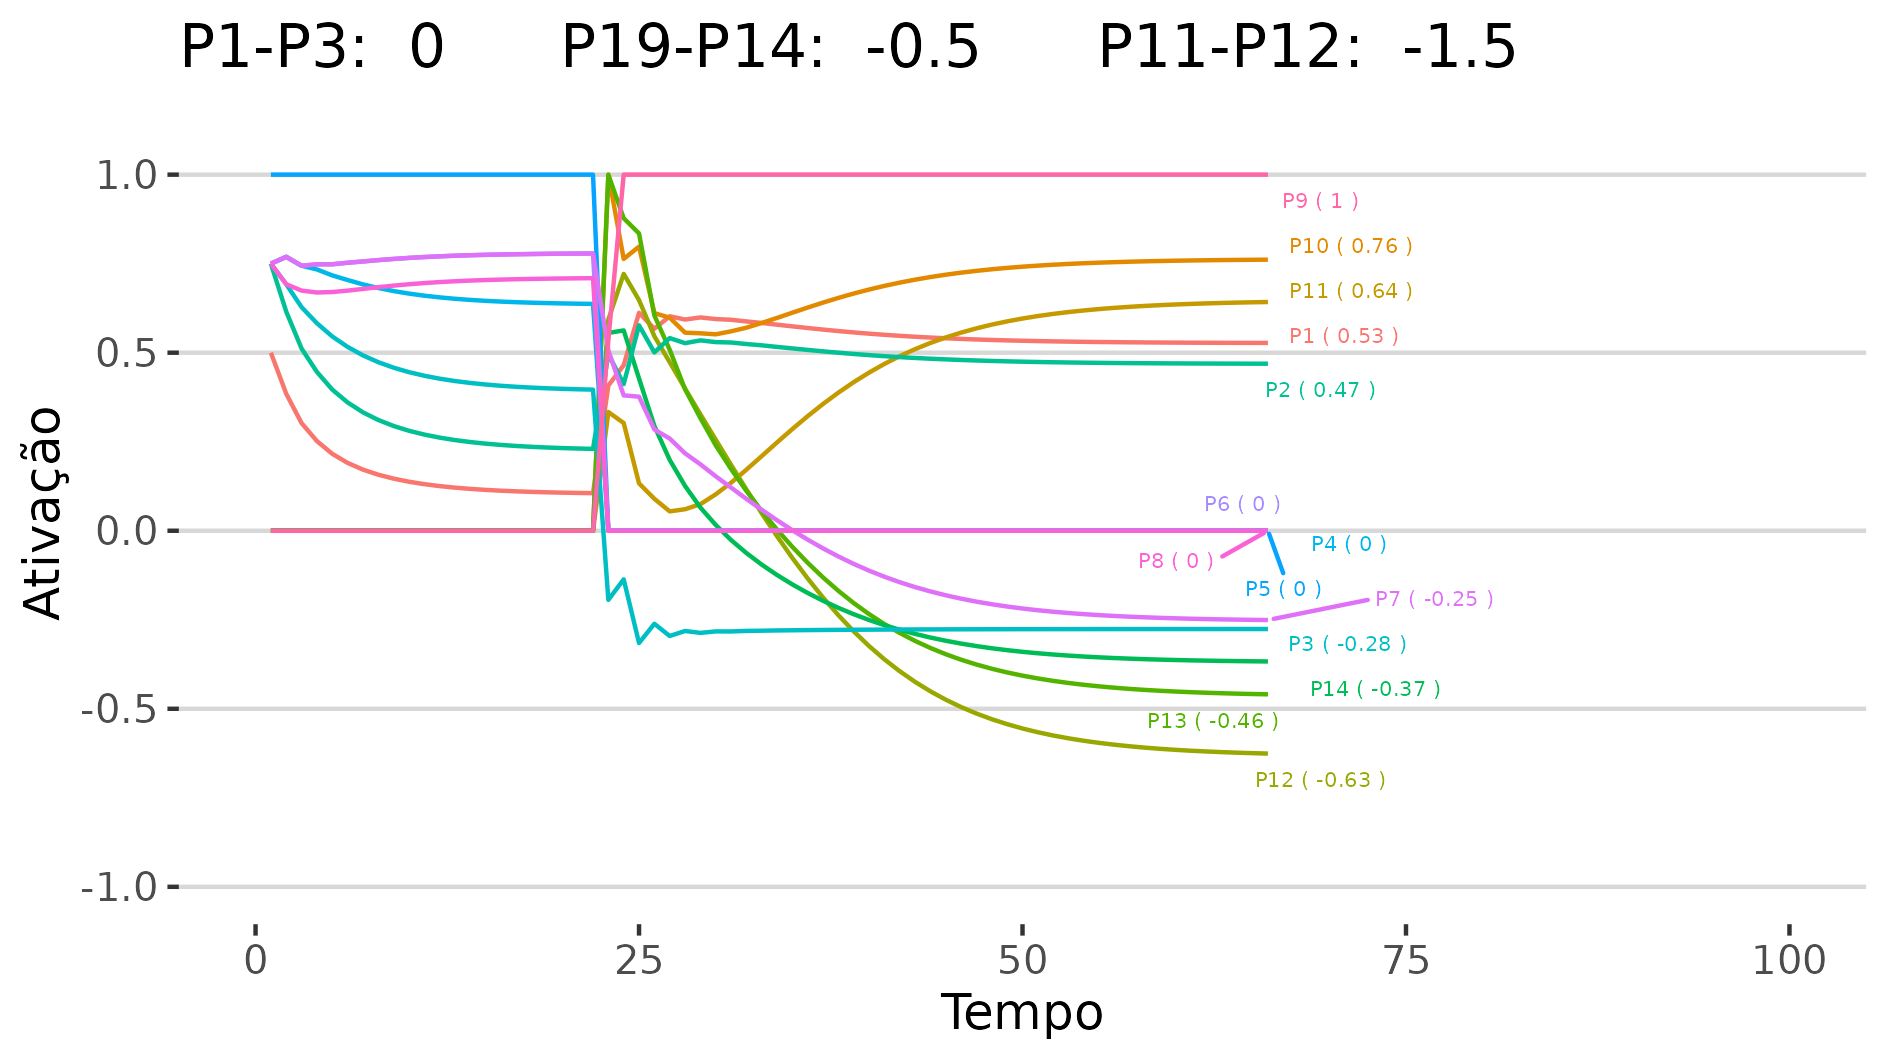 P1-P3:  0  P19-P14:  -0.5  P11-P12:  -1.5
1.0
0.5
0.0
-0.5
-1.0
Ativação
P9 ( 1 )
P10 ( 0.76 )
P11 ( 0.64 )
P1 ( 0.53 )
P2 ( 0.47 )
P6 ( 0 )
P4 ( 0 )
P8 ( 0 )
P5 ( 0 )
P7 ( -0.25 )
P3 ( -0.28 )
P14 ( -0.37 )
P13 ( -0.46 )
P12 ( -0.63 )
0 25 50 75 100
Tempo